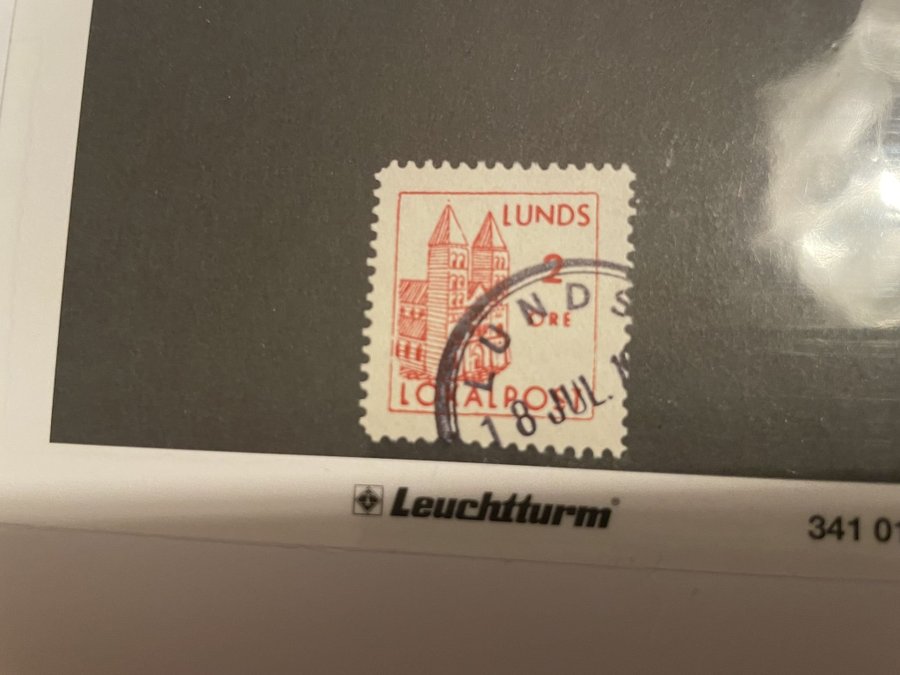 LUNDS
2
ÖRE
LOKALPOST
LUNDS
18 JUL.
Leuchtturm
341 01